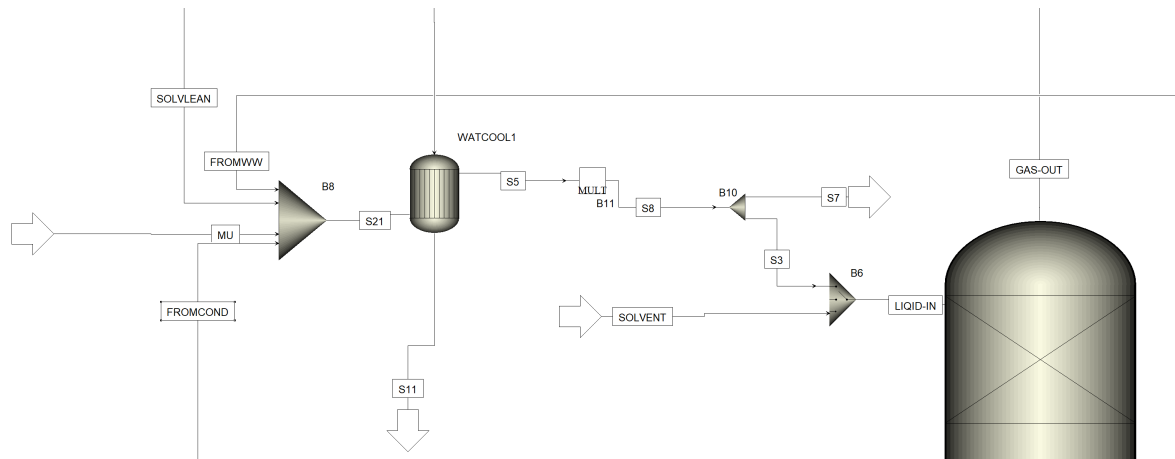 SOLVLEAN
WATCOOL1
FROMWW
GAS-OUT
B8
S5
MULT
B11
B10
S7
S8
S21
MU
S3
B6
FROMCOND
SOLVENT
LIQID-IN
S11